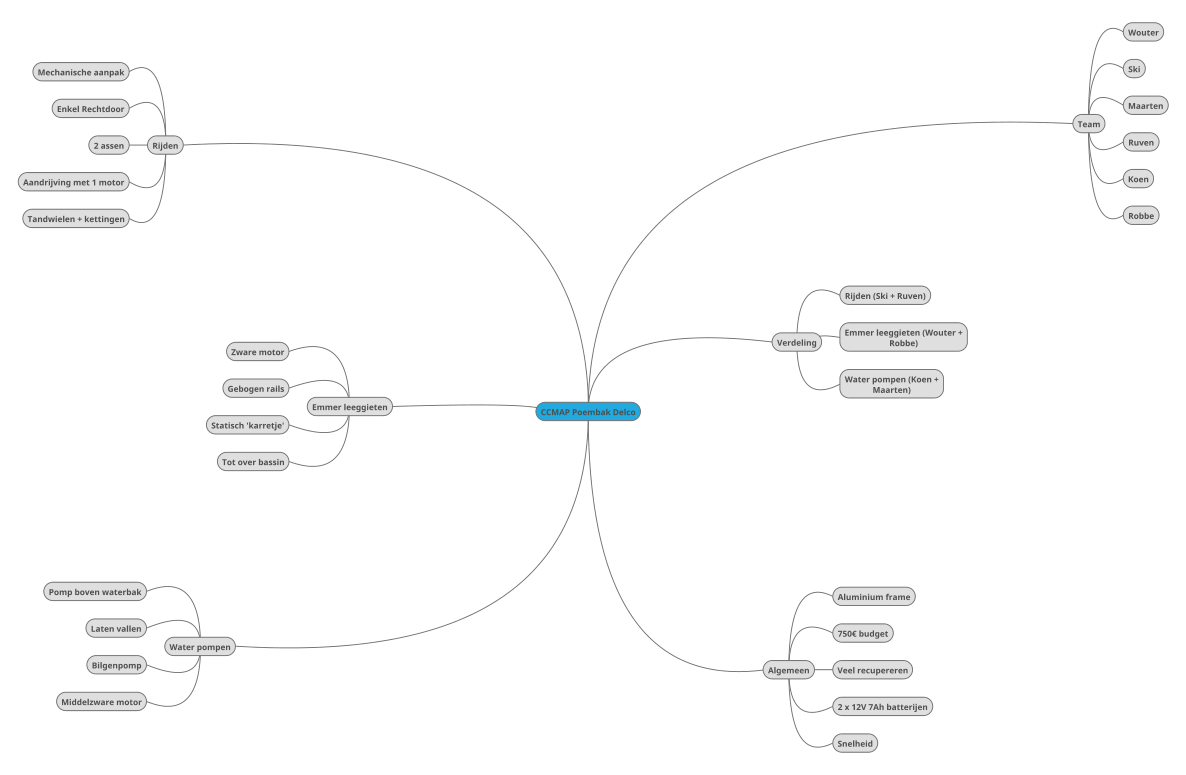 CCMAP Poembak Delco
Team
Wouter
Ski
Maarten
Ruven
Koen
Robbe
Verdeling
Rijden (Ski + Ruven)
Emmer leeggieten (Wouter +
Robbe)
Water pompen (Koen +
Maarten)
Algemeen
Aluminium frame
750€ budget
Veel recupereren
2 x 12V 7Ah batterijen
Snelheid
Rijden
Mechanische aanpak
Enkel Rechtdoor
2 assen
Aandrijving met 1 motor
Tandwielen + kettingen
Emmer leeggieten
Zware motor
Gebogen rails
Statisch 'karretje'
Tot over bassin
Water pompen
Pomp boven waterbak
Laten vallen
Bilgenpomp
Middelzware motor